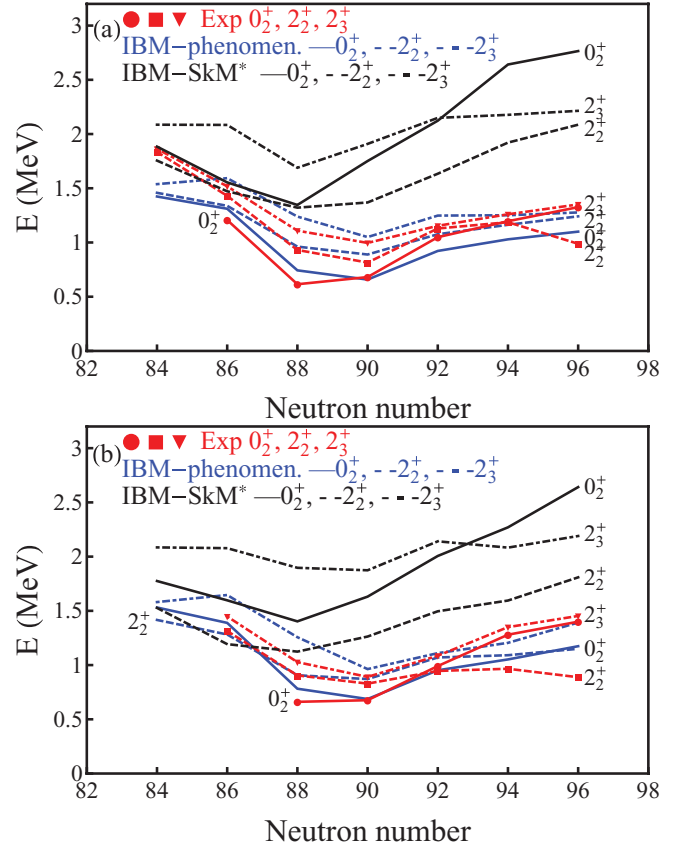 (a)
Exp 0₂⁺, 2₂⁺, 2₃⁺
IBM−phenomen. —0₂⁺, - -2₂⁺, - - -2₃⁺
IBM−SkM* —0₂⁺, - -2₂⁺, - - -2₃⁺
E (MeV)
3
2.5
2
1.5
1
0.5
0
0₂⁺
2₃⁺
2₂⁺
2₃⁺
2₂⁺
0₂⁺
2₂⁺
0₂⁺
82 84 86 88 90 92 94 96 98
Neutron number
(b)
Exp 0₂⁺, 2₂⁺, 2₃⁺
IBM−phenomen. —0₂⁺, - -2₂⁺, - - -2₃⁺
IBM−SkM* —0₂⁺, - -2₂⁺, - - -2₃⁺
E (MeV)
3
2.5
2
1.5
1
0.5
0
0₂⁺
2₃⁺
2₂⁺
2₃⁺
0₂⁺
2₂⁺
2₂⁺
0₂⁺
82 84 86 88 90 92 94 96 98
Neutron number